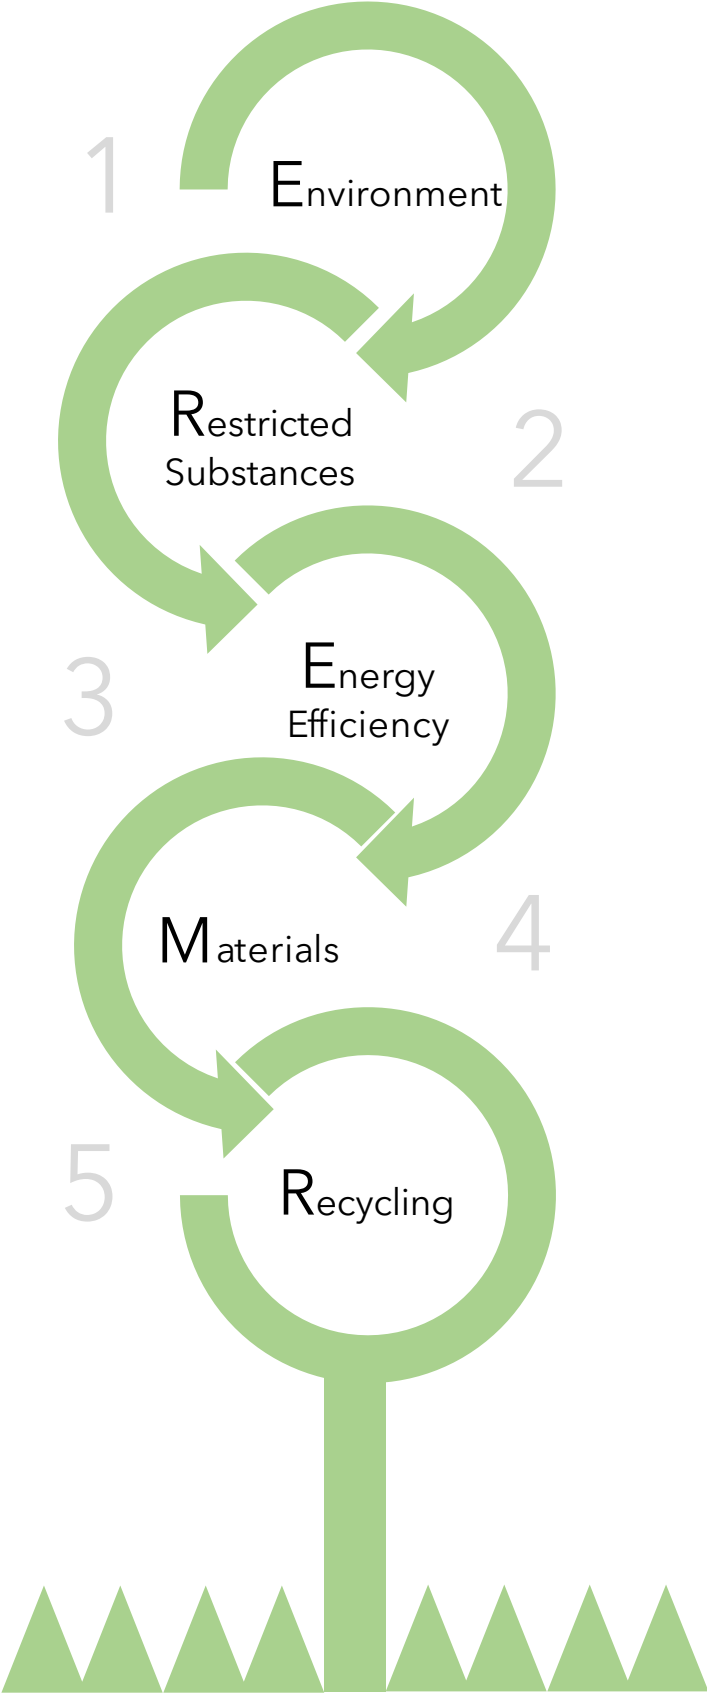 1
Environment
Restricted
Substances
2
Energy
Efficiency
3
Materials
4
5
Recycling